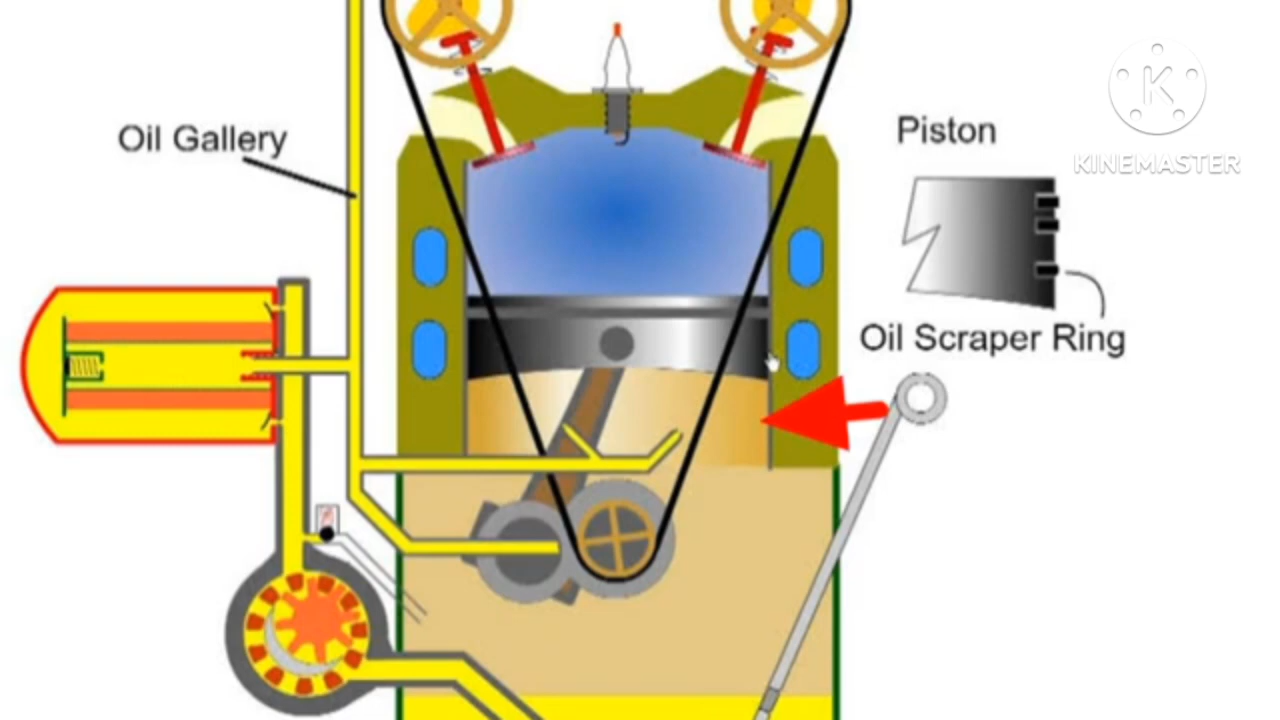 Oil Gallery
Piston
K
KINEMASTER
Oil Scraper Ring